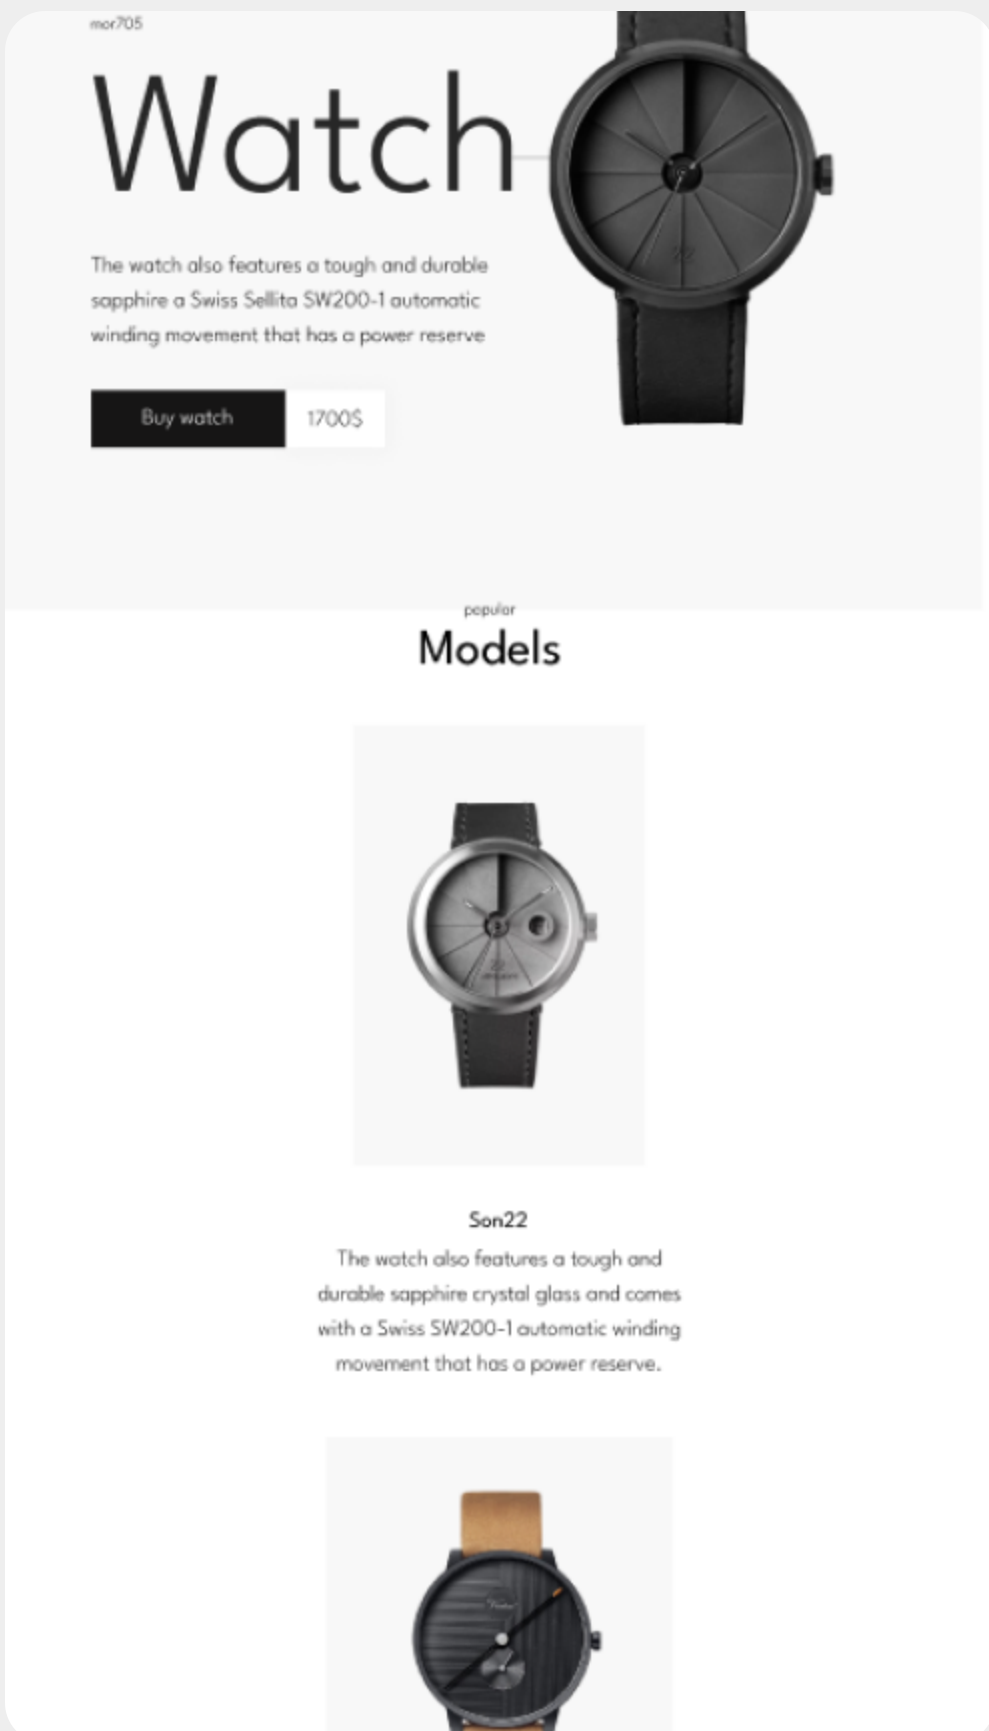 mor705
Watch
The watch also features a tough and durable
sapphire a Swiss Sellita SW200-1 automatic
winding movement that has a power reserve
Buy watch
1700$
popular
Models
Son22
The watch also features a tough and
durable sapphire crystal glass and comes
with a Swiss SW200-1 automatic winding
movement that has a power reserve.